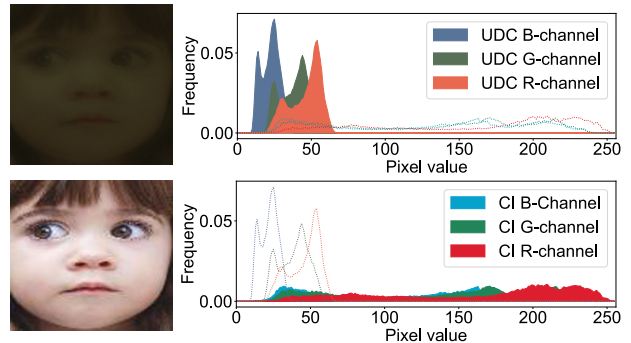 Frequency
0.05
0.00
UDC B-channel
UDC G-channel
UDC R-channel
0 50 100 150 200 250
Pixel value
Frequency
0.05
0.00
CI B-Channel
CI G-channel
CI R-channel
0 50 100 150 200 250
Pixel value